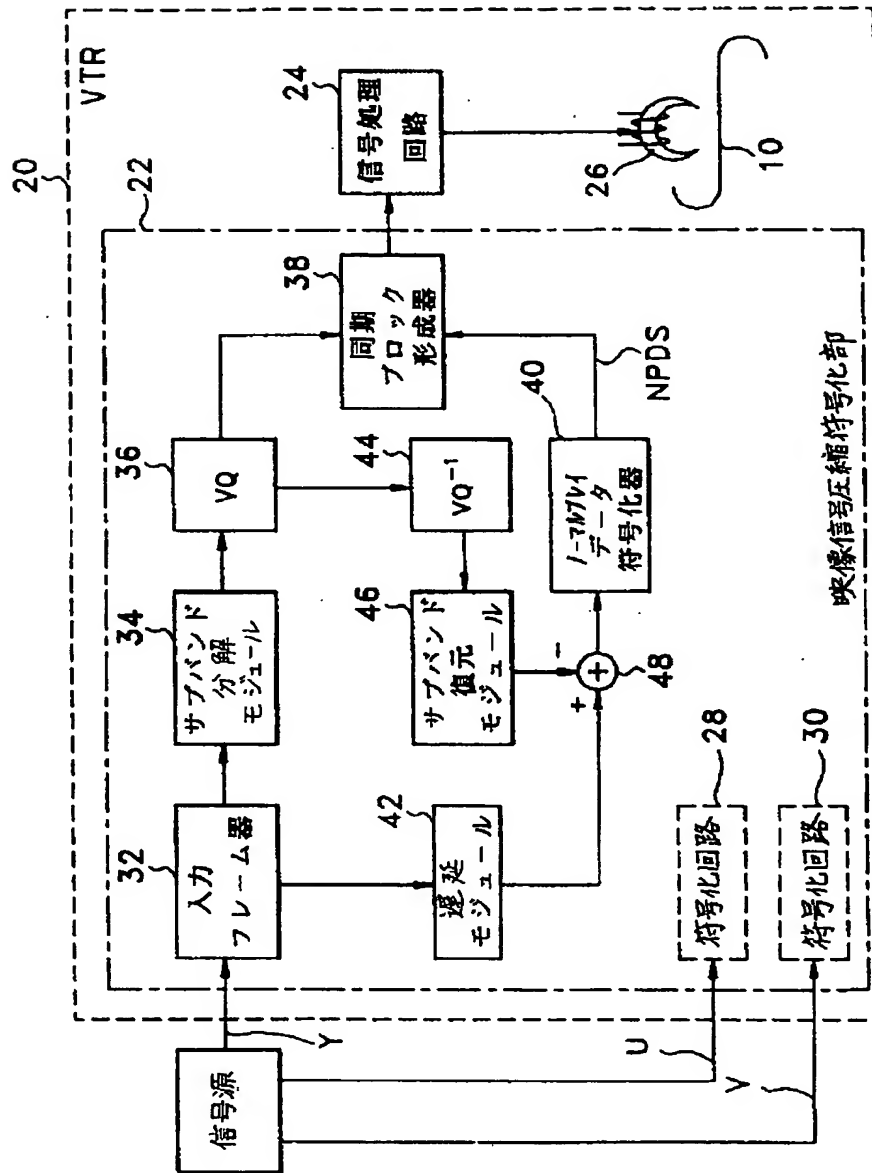 20
VTR
22
信号源
Y
U
V
32
入力
フレーム器
34
サブバンド
分解
モジュール
36
VQ
38
同期
ブロック
形成器
24
信号処理
回路
26
10
42
遅延
モジュール
46
サブバンド
復元
モジュール
44
VQ⁻¹
+
-
+
48
40
ノーマルプレイ
データ
符号化器
NPDS
28
符号化回路
30
符号化回路
映像信号圧縮符号化部